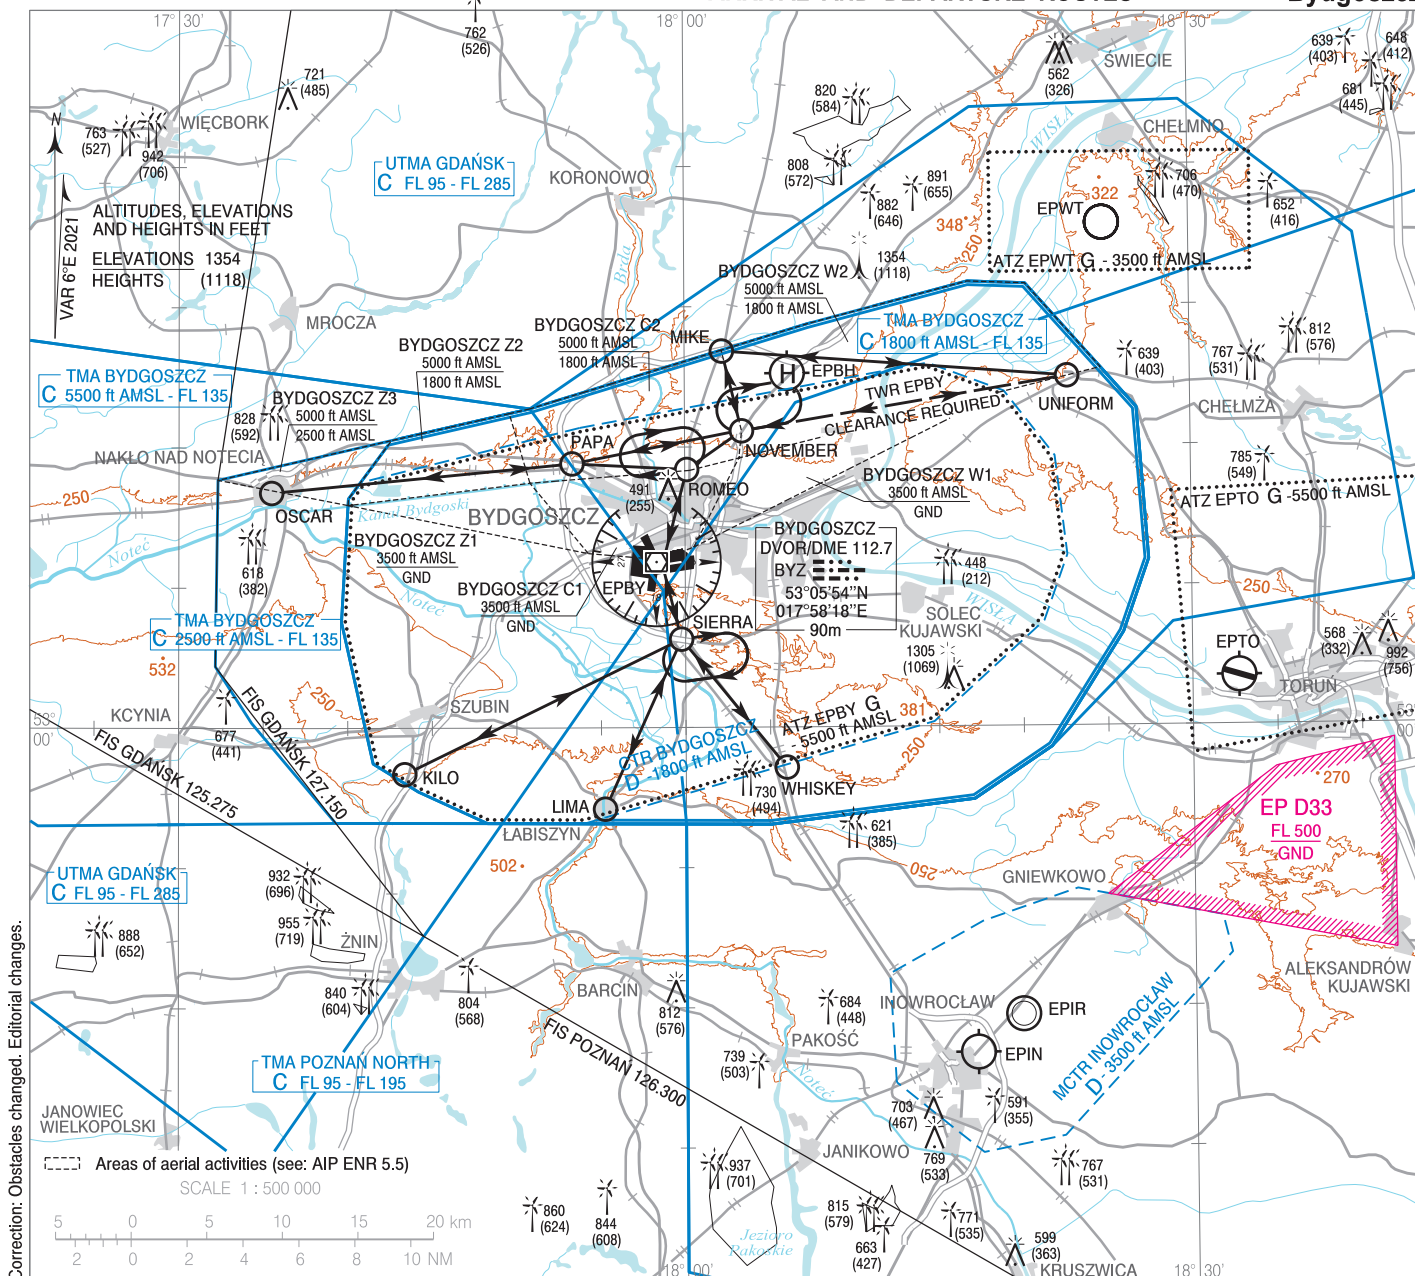 17° 30'
18° 00'
18° 30'
762
(526)
721
(485)
763
(527)
942
(706)
WIĘCBORK
N
VAR 6°E 2021
ALTITUDES, ELEVATIONS
AND HEIGHTS IN FEET
ELEVATIONS 1354
HEIGHTS (1118)
UTMA GDAŃSK
C FL 95 - FL 285
KORONOWO
Brda
820
(584)
808
(572)
882
(646)
891
(655)
348
250
1354
(1118)
562
(326)
ŚWIECIE
WISŁA
CHEŁMNO
639
(403)
648
(412)
681
(445)
322
706
(470)
652
(416)
EPWT
ATZ EPWT G - 3500 ft AMSL
MROCZA
BYDGOSZCZ W2
5000 ft AMSL
1800 ft AMSL
BYDGOSZCZ C2
5000 ft AMSL
1800 ft AMSL
MIKE
BYDGOSZCZ Z2
5000 ft AMSL
1800 ft AMSL
TMA BYDGOSZCZ
C 1800 ft AMSL - FL 135
H
EPBH
TWR EPBY
CLEARANCE REQUIRED
UNIFORM
639
(403)
767
(531)
812
(576)
CHEŁMŻA
TMA BYDGOSZCZ
C 5500 ft AMSL - FL 135
BYDGOSZCZ Z3
5000 ft AMSL
2500 ft AMSL
828
(592)
NAKŁO NAD NOTECIĄ
250
OSCAR
PAPA
NOVEMBER
ROMEO
491
(255)
BYDGOSZCZ W1
3500 ft AMSL
GND
785
(549)
ATZ EPTO G -5500 ft AMSL
Kanał Bydgoski
BYDGOSZCZ
Noteć
618
(382)
BYDGOSZCZ Z1
3500 ft AMSL
GND
BYDGOSZCZ C1
3500 ft AMSL
GND
EPBY
BYDGOSZCZ
DVOR/DME 112.7
BYZ
53°05'54''N
017°58'18''E
90m
448
(212)
SOLEC
KUJAWSKI
WISŁA
250
Noteć
SIERRA
TMA BYDGOSZCZ
C 2500 ft AMSL - FL 135
532
1305
(1069)
EPTO
568
(332)
992
(756)
TORUŃ
KCYNIA
677
(441)
250
SZUBIN
ATZ EPBY G
5500 ft AMSL
381
250
53°
00'
FIS GDAŃSK 125.275
FIS GDAŃSK 127.150
KILO
CTR BYDGOSZCZ
D - 1800 ft AMSL
730
(494)
WHISKEY
LIMA
ŁABISZYN
270
EP D33
FL 500
GND
621
(385)
250
GNIEWKOWO
502
UTMA GDAŃSK
C FL 95 - FL 285
932
(696)
955
(719)
888
(652)
ŻNIN
840
(604)
804
(568)
BARCIN
812
(576)
684
(448)
PAKOŚĆ
739
(503)
Noteć
INOWROCŁAW
EPIR
EPIN
MCTR INOWROCŁAW
D - 3500 ft AMSL
ALEKSANDRÓW
KUJAWSKI
FIS POZNAŃ 126.300
TMA POZNAŃ NORTH
C FL 95 - FL 195
JANOWIEC
WIELKOPOLSKI
703
(467)
591
(355)
769
(533)
JANIKOWO
767
(531)
937
(701)
815
(579)
663
(427)
771
(535)
599
(363)
KRUSZWICA
Jezioro
Pakoskie
860
(624)
844
(608)
Areas of aerial activities (see: AIP ENR 5.5)
SCALE 1 : 500 000
5 0 5 10 15 20 km
2 0 2 4 6 8 10 NM
18° 00'
18° 30'
Correction: Obstacles changed. Editorial changes.